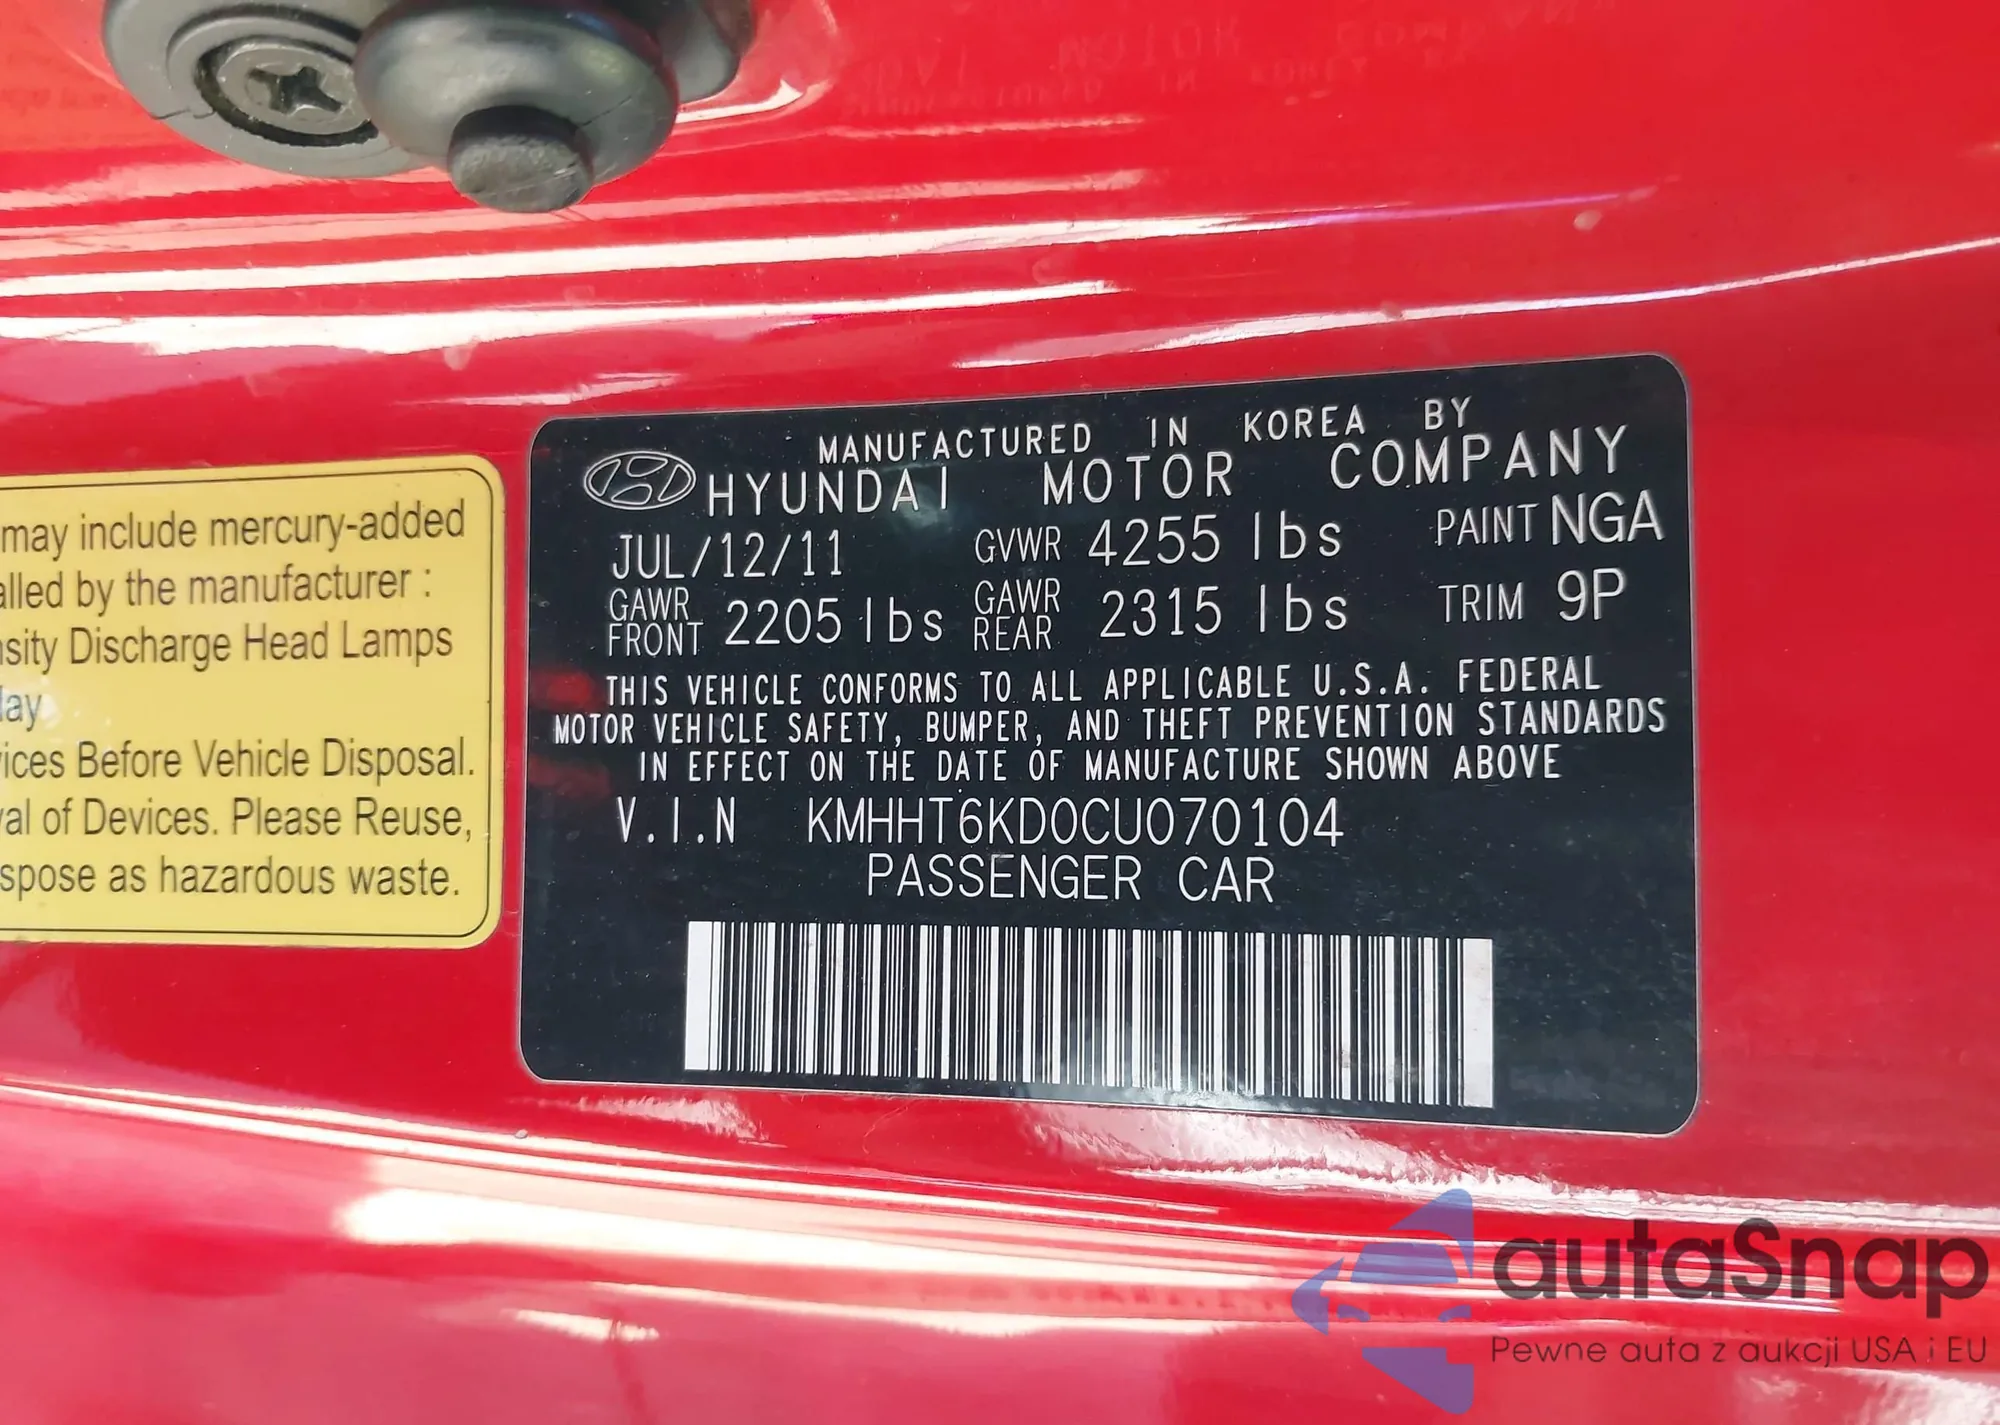 may include mercury-added
alled by the manufacturer :
nsity Discharge Head Lamps
lay
vices Before Vehicle Disposal.
val of Devices. Please Reuse,
spose as hazardous waste.
MANUFACTURED IN KOREA BY
HYUNDAI MOTOR COMPANY
JUL/12/11 GVWR 4255 lbs PAINT NGA
GAWR FRONT 2205 lbs GAWR REAR 2315 lbs TRIM 9P
THIS VEHICLE CONFORMS TO ALL APPLICABLE U.S.A. FEDERAL
MOTOR VEHICLE SAFETY, BUMPER, AND THEFT PREVENTION STANDARDS
IN EFFECT ON THE DATE OF MANUFACTURE SHOWN ABOVE
V.I.N KMHHT6KD0CU070104
PASSENGER CAR
autaSnap
Pewne auta z aukcji USA i EU